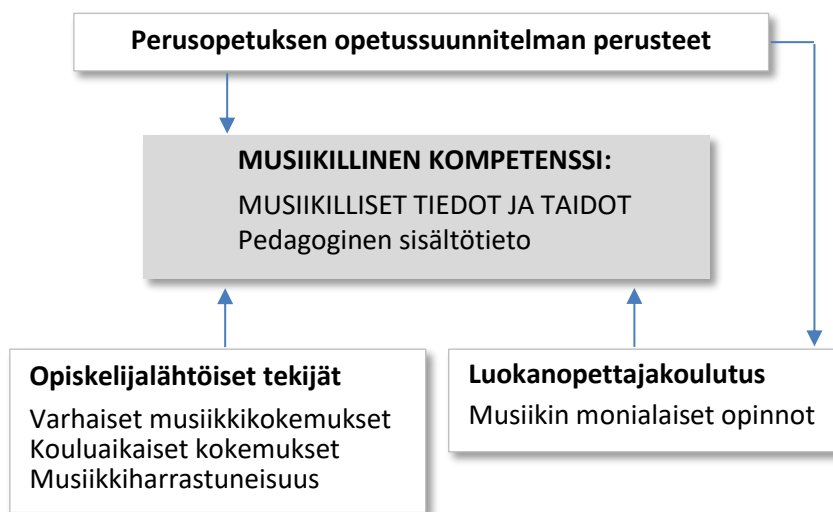 Perusopetuksen opetussuunnitelman perusteet
MUSIIKILLINEN KOMPETENSSI:
MUSIIKILLISET TIEDOT JA TAIDOT
Pedagoginen sisältötieto
Opiskelijalähtöiset tekijät
Varhaiset musiikkikokemukset
Kouluaikaiset kokemukset
Musiikkiharrastuneisuus
Luokanopettajakoulutus
Musiikin monialaiset opinnot